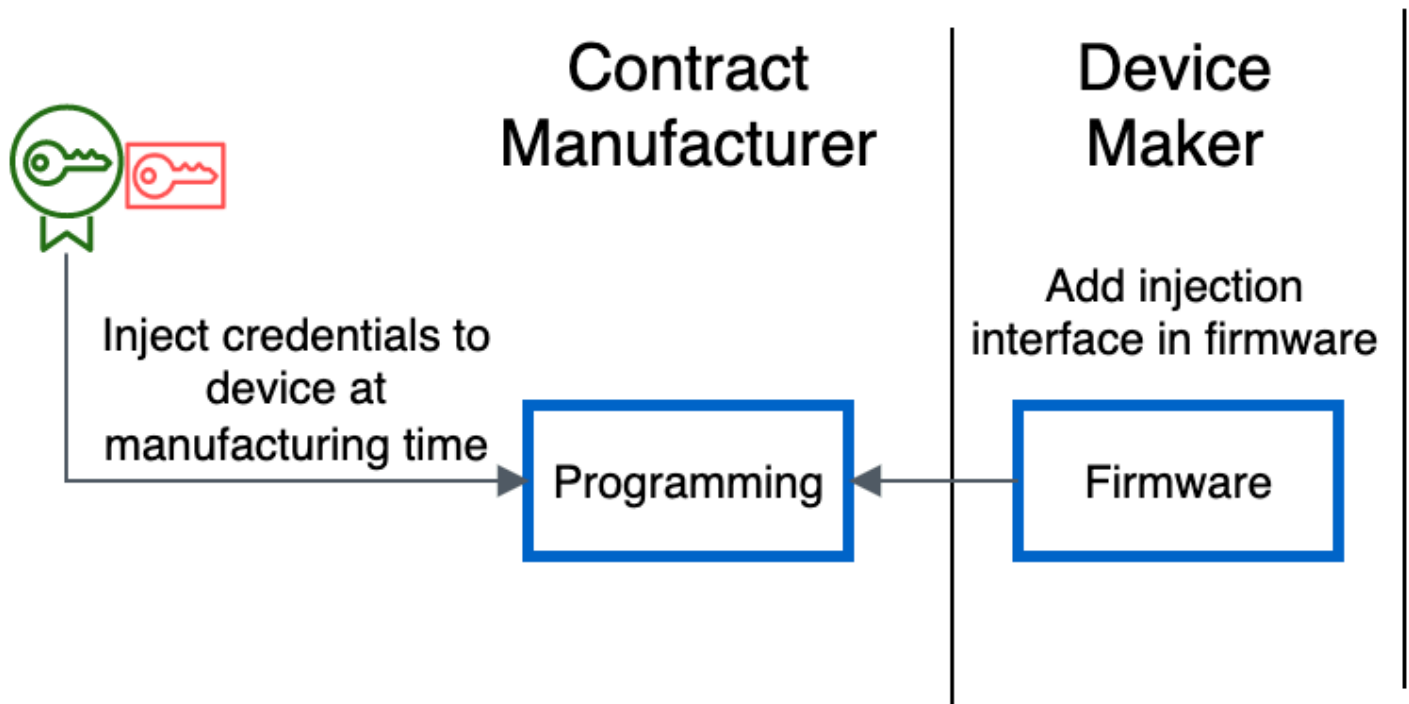 Contract
Manufacturer
Device
Maker
Inject credentials to
device at
manufacturing time
Add injection
interface in firmware
Programming
Firmware